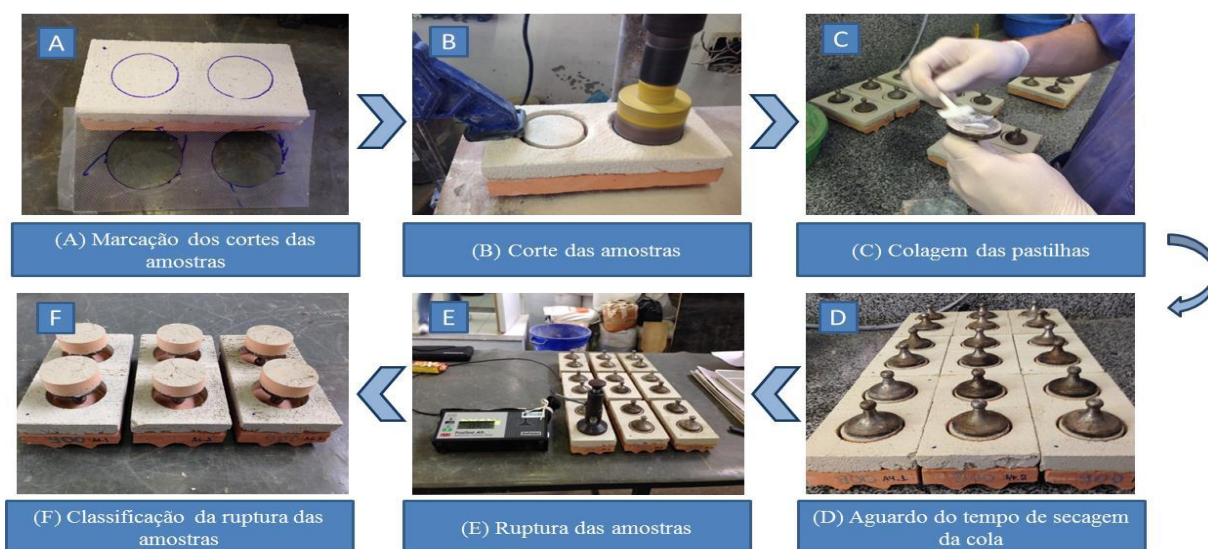 A
B
C
(A) Marcação dos cortes das
amostras
(B) Corte das amostras
(C) Colagem das pastilhas
F
E
D
(F) Classificação da ruptura das
amostras
(E) Ruptura das amostras
(D) Aguardo do tempo de secagem
da cola